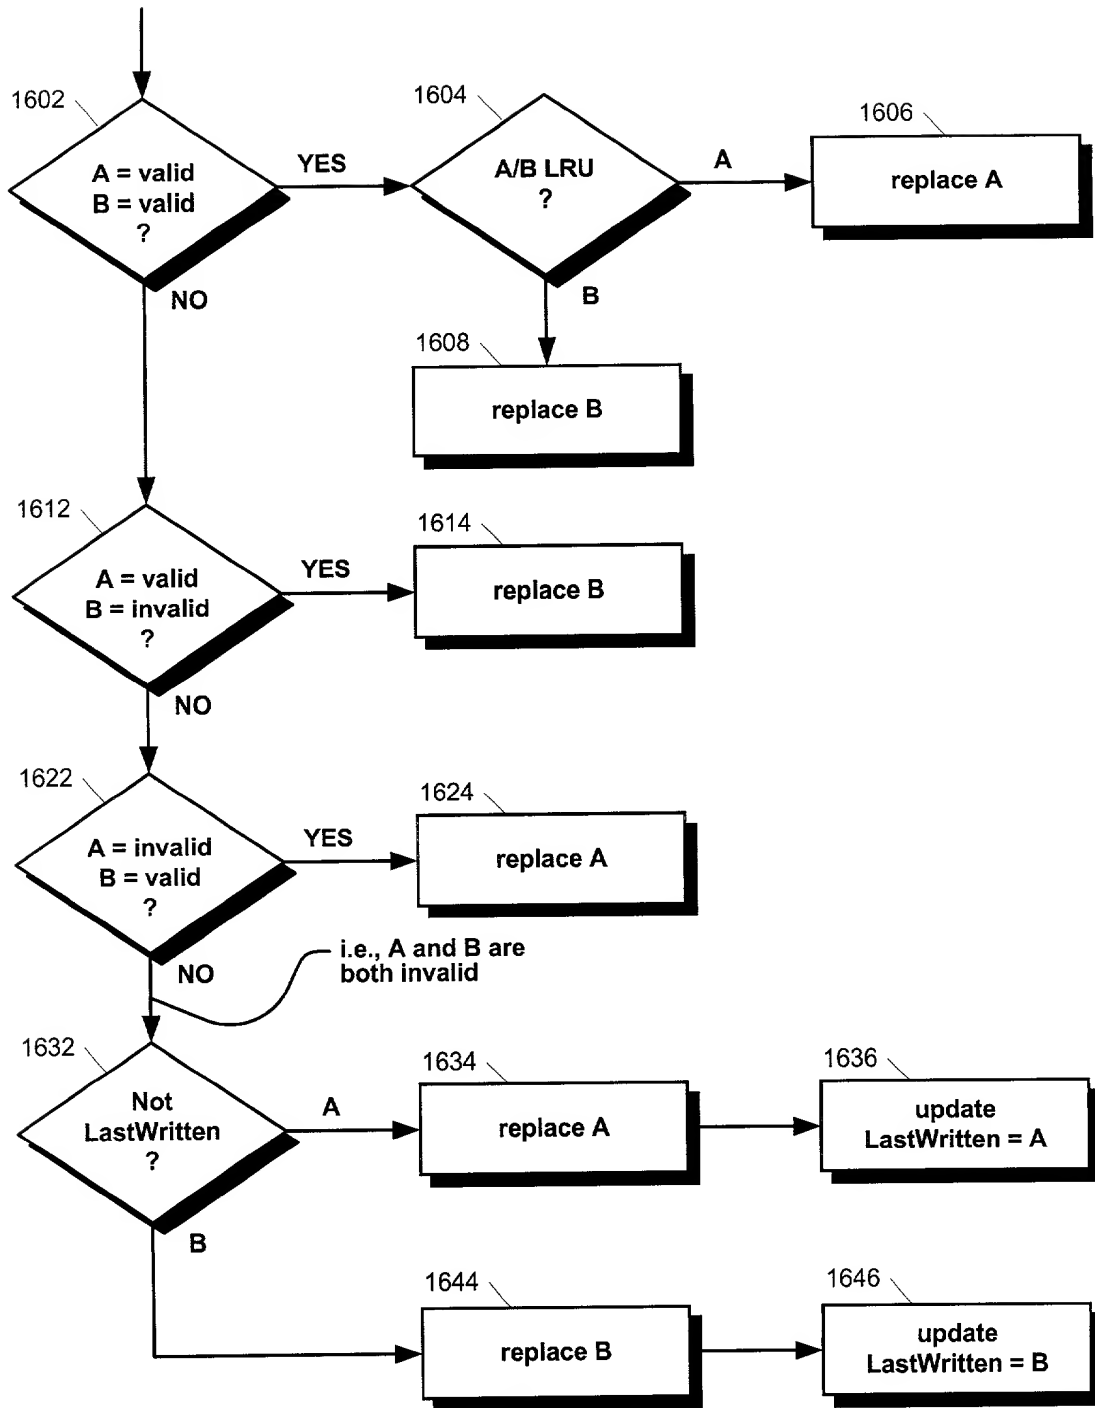 1602
A = valid
B = valid
?
YES
NO
1604
A/B LRU
?
A
B
1606
replace A
1608
replace B
1612
A = valid
B = invalid
?
YES
NO
1614
replace B
1622
A = invalid
B = valid
?
YES
NO
1624
replace A
i.e., A and B are
both invalid
1632
Not
LastWritten
?
A
B
1634
replace A
1636
update
LastWritten = A
1644
replace B
1646
update
LastWritten = B